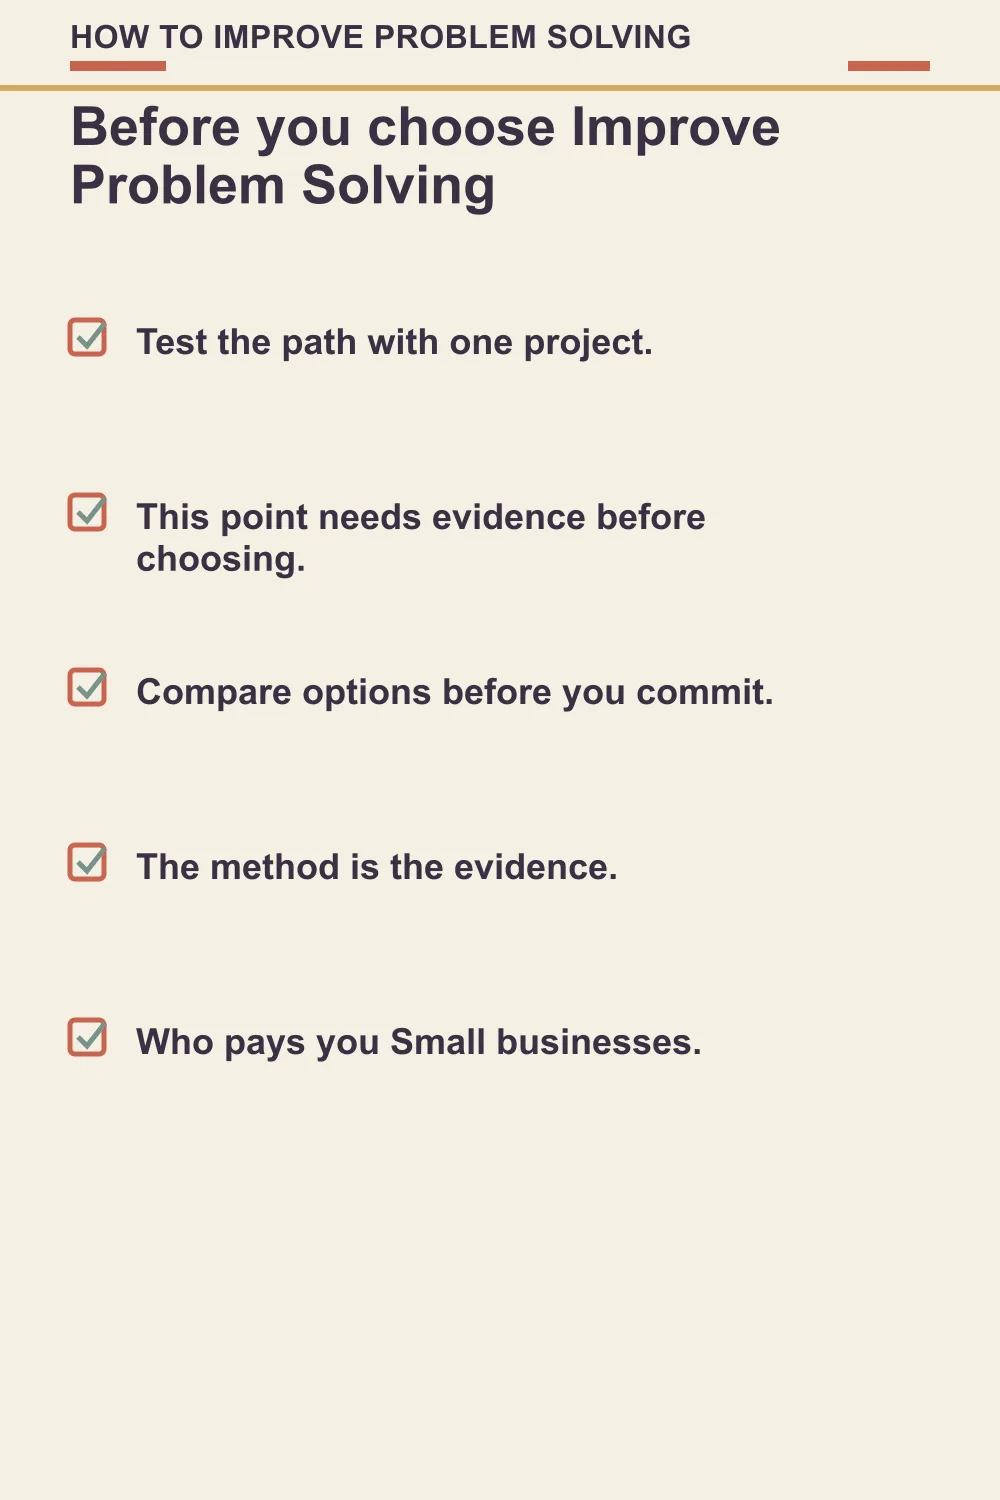 HOW TO IMPROVE PROBLEM SOLVING
Before you choose Improve
Problem Solving
Test the path with one project.
This point needs evidence before
choosing.
Compare options before you commit.
The method is the evidence.
Who pays you Small businesses.